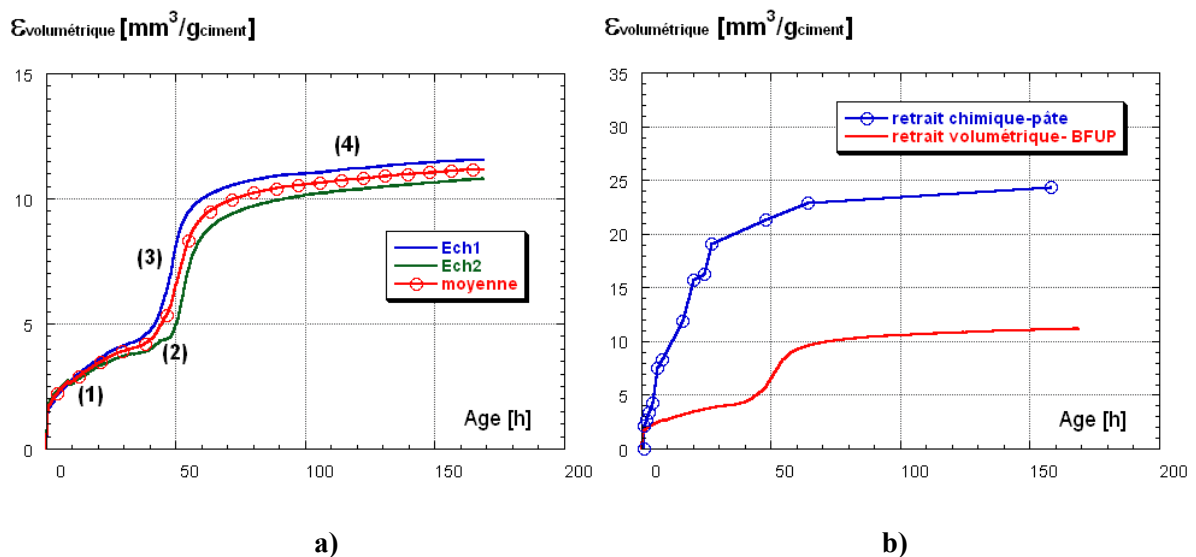 εvolumétrique [mm³/gciment]
15
10
5
0
0
50
100
150
200
(1)
(2)
(3)
(4)
Ech1
Ech2
moyenne
Age [h]
a)
εvolumétrique [mm³/gciment]
35
30
25
20
15
10
5
0
0
50
100
150
200
retrait chimique-pâte
retrait volumétrique- BFUP
Age [h]
b)